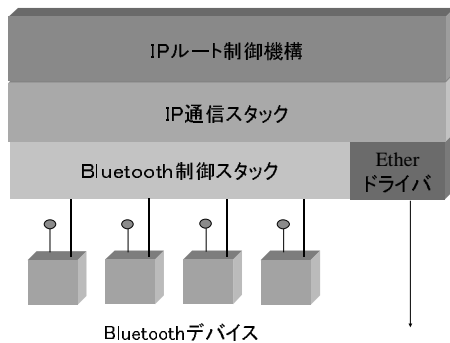 IPルート制御機構
IP通信スタック
Bluetooth制御スタック
Ether
ドライバ
Bluetoothデバイス